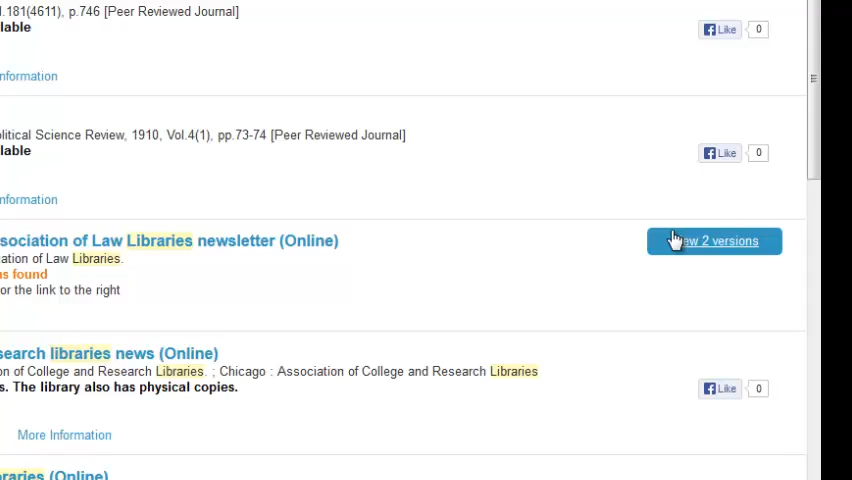 l.181(4611), p.746 [Peer Reviewed Journal]
lable
Like 0
nformation
litical Science Review, 1910, Vol.4(1), pp.73-74 [Peer Reviewed Journal]
lable
Like 0
nformation
sociation of Law Libraries newsletter (Online)
ew 2 versions
ation of Law Libraries.
ns found
or the link to the right
search libraries news (Online)
on of College and Research Libraries. ; Chicago : Association of College and Research Libraries
s. The library also has physical copies.
Like 0
More Information
braries (Online)